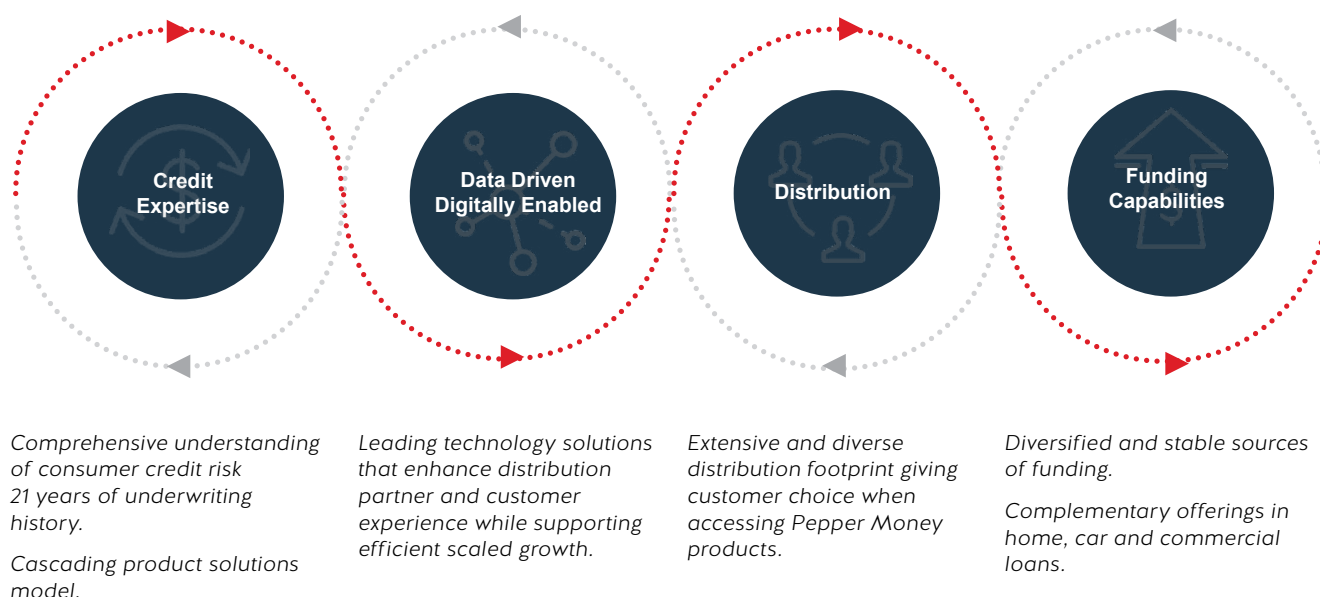 Credit
Expertise
Data Driven
Digitally Enabled
Distribution
Funding
Capabilities
Comprehensive understanding
of consumer credit risk
21 years of underwriting
history.
Cascading product solutions
model.
Leading technology solutions
that enhance distribution
partner and customer
experience while supporting
efficient scaled growth.
Extensive and diverse
distribution footprint giving
customer choice when
accessing Pepper Money
products.
Diversified and stable sources
of funding.
Complementary offerings in
home, car and commercial
loans.